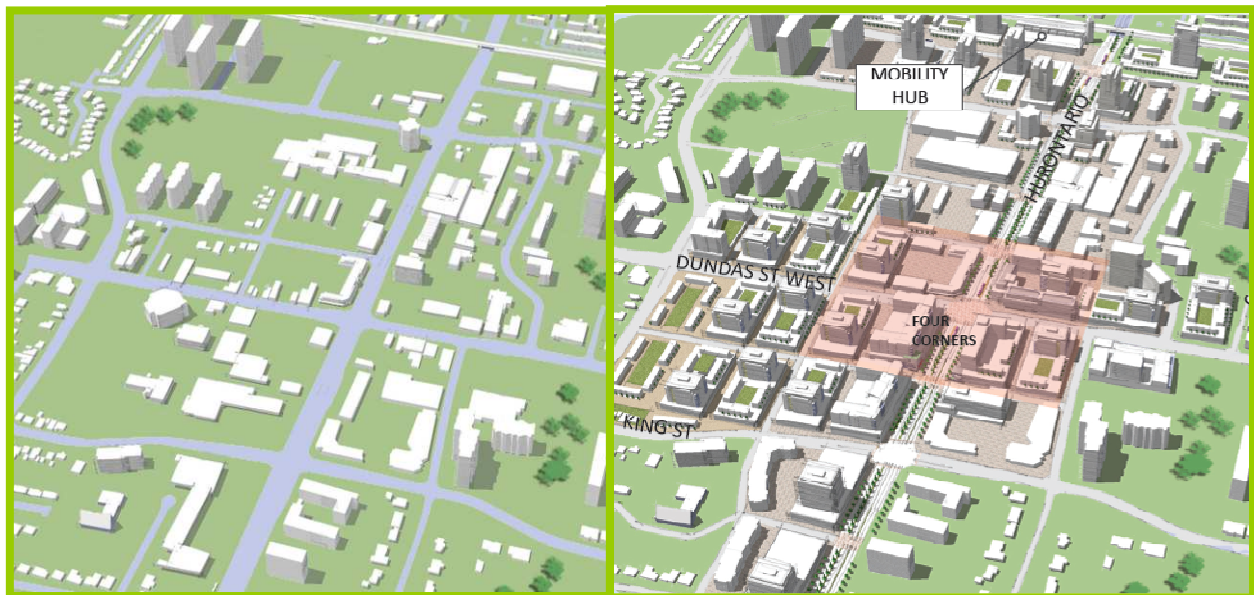 MOBILITY
HUB
HURONTARIO
DUNDAS ST WEST
FOUR
CORNERS
KING ST